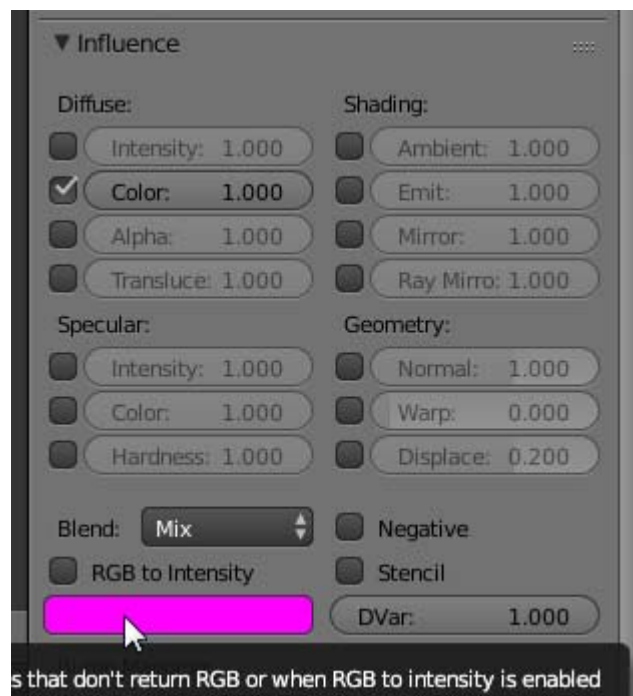 Influence
Diffuse: Shading:
Intensity: 1.000 Ambient: 1.000
Color: 1.000 Emit: 1.000
Alpha: 1.000 Mirror: 1.000
Transluce: 1.000 Ray Mirro: 1.000
Specular: Geometry:
Intensity: 1.000 Normal: 1.000
Color: 1.000 Warp: 0.000
Hardness: 1.000 Displace: 0.200
Blend: Mix Negative
RGB to Intensity Stencil
DVar: 1.000
s that don't return RGB or when RGB to intensity is enabled